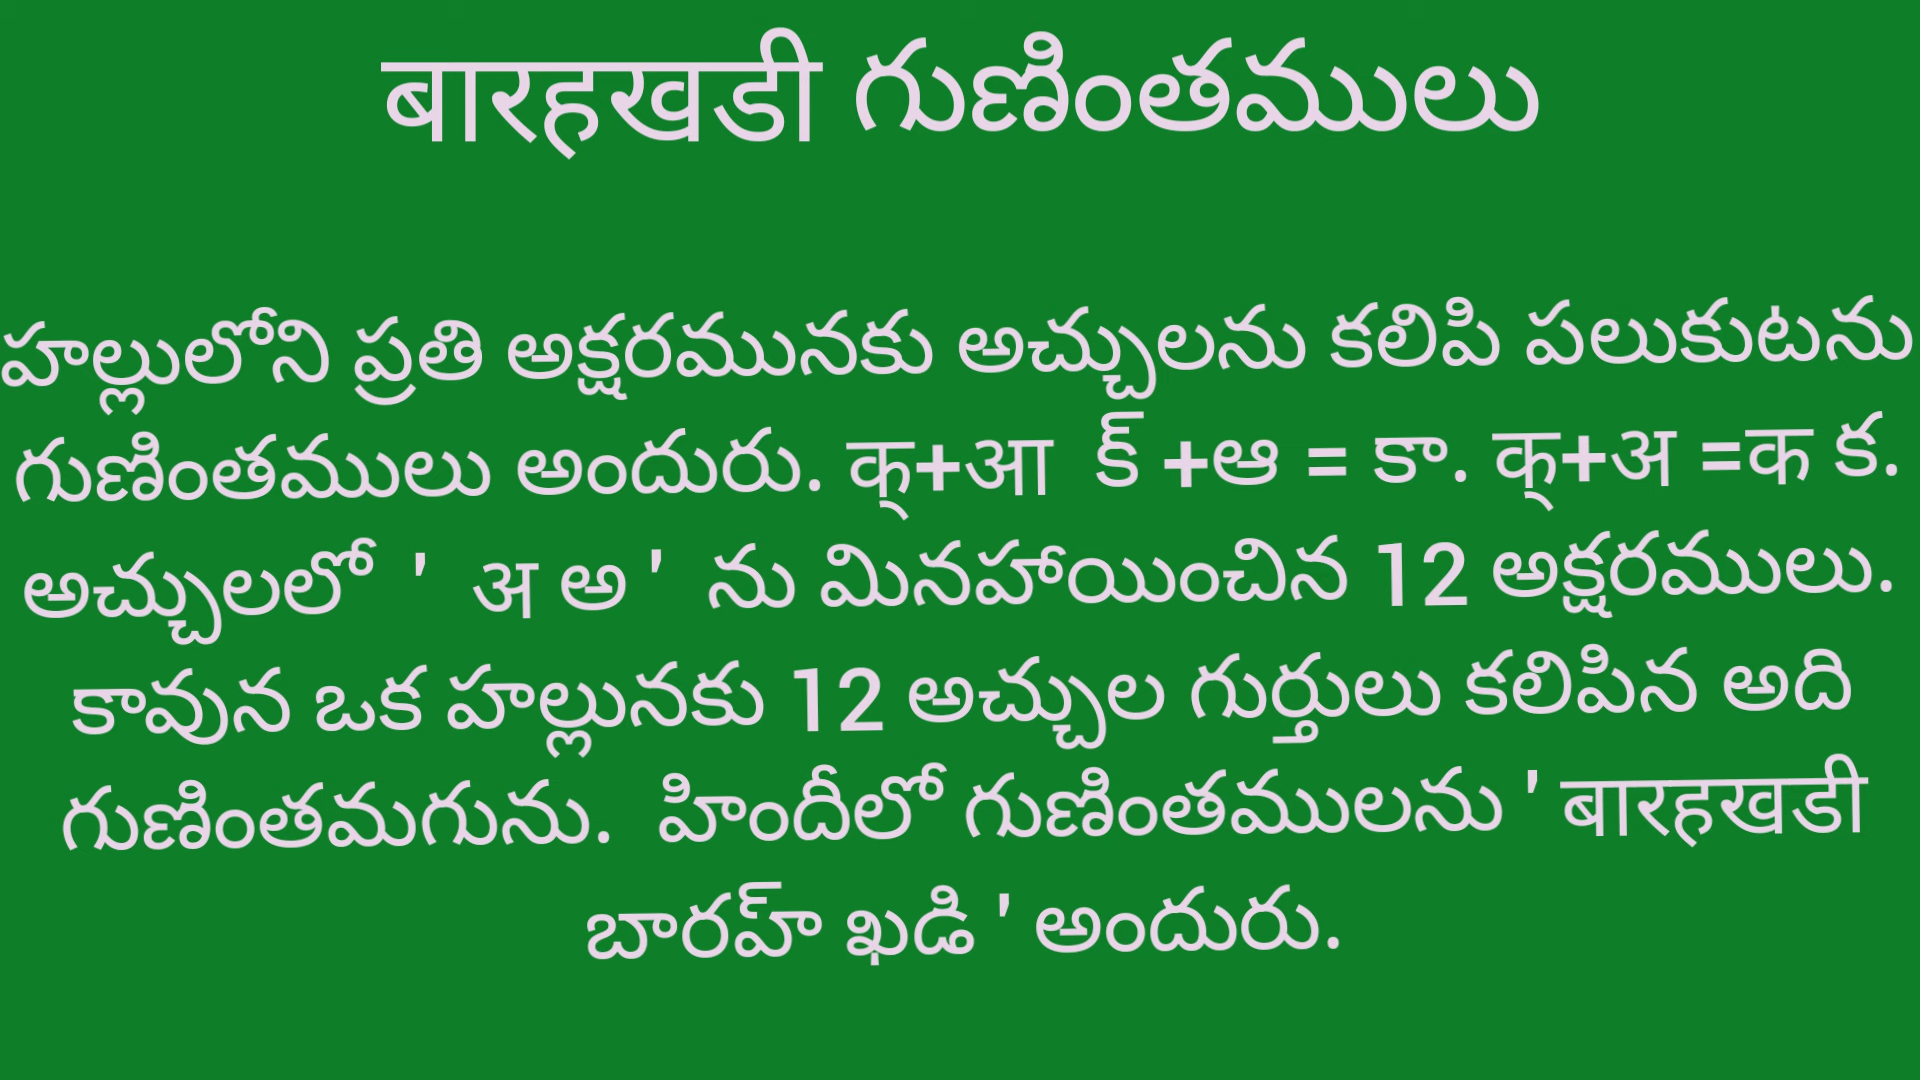 बारहखडी గుణింతములు
హల్లులోని ప్రతి అక్షరమునకు అచ్చులను కలిపి పలుకుటను
గుణింతములు అందురు. क्+आ క్ +ఆ = కా. क्+अ =क క.
అచ్చులలో ' अ అ ' ను మినహాయించిన 12 అక్షరములు.
కావున ఒక హల్లునకు 12 అచ్చుల గుర్తులు కలిపిన అది
గుణింతమగును. హిందీలో గుణింతములను ' बारहखडी
బారహ్ ఖడి ' అందురు.